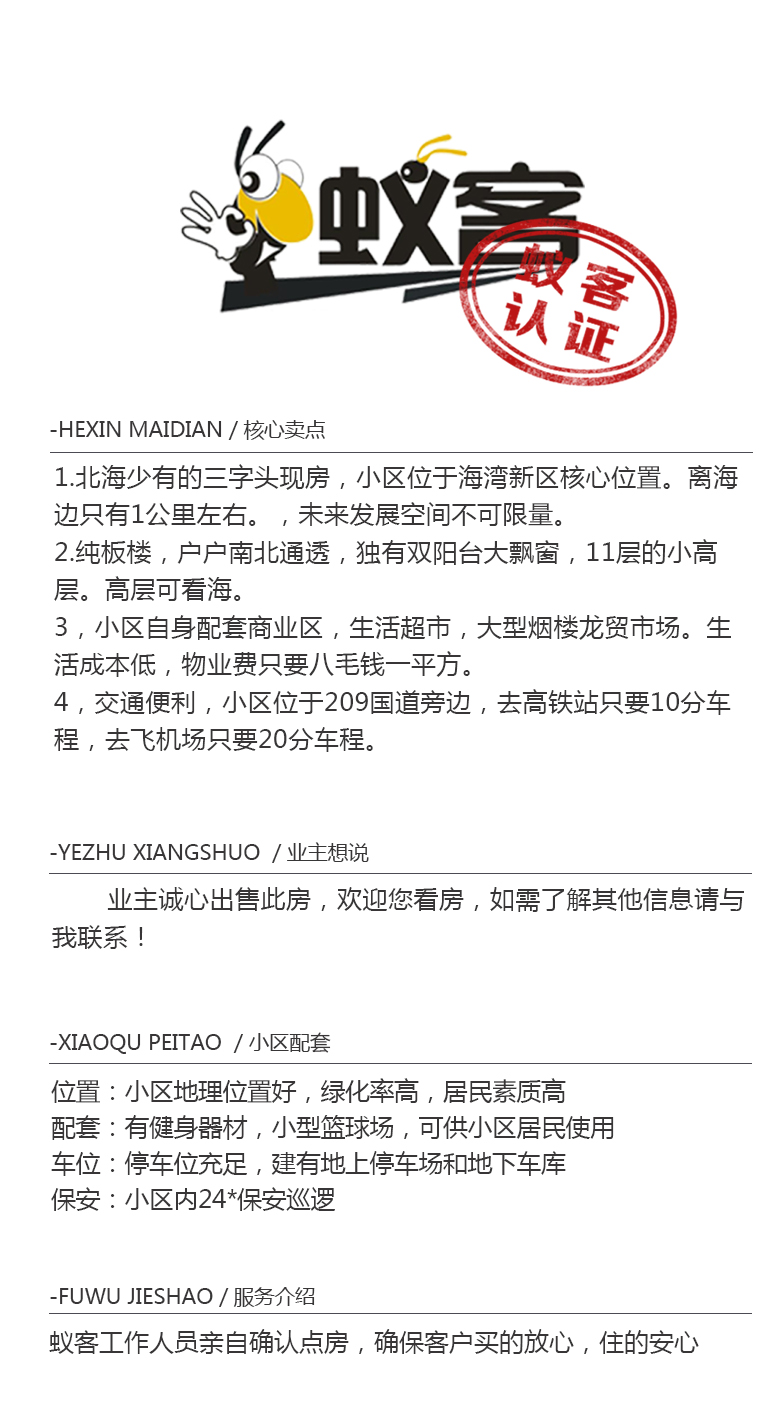 蚁客
蚁客
认证
-HEXIN MAIDIAN / 核心卖点
1.北海少有的三字头现房，小区位于海湾新区核心位置。离海
边只有1公里左右。，未来发展空间不可限量。
2.纯板楼，户户南北通透，独有双阳台大飘窗，11层的小高
层。高层可看海。
3，小区自身配套商业区，生活超市，大型烟楼龙贸市场。生
活成本低，物业费只要八毛钱一平方。
4，交通便利，小区位于209国道旁边，去高铁站只要10分车
程，去飞机场只要20分车程。
-YEZHU XIANGSHUO / 业主想说
业主诚心出售此房，欢迎您看房，如需了解其他信息请与
我联系！
-XIAOQU PEITAO / 小区配套
位置：小区地理位置好，绿化率高，居民素质高
配套：有健身器材，小型篮球场，可供小区居民使用
车位：停车位充足，建有地上停车场和地下车库
保安：小区内24*保安巡逻
-FUWU JIESHAO / 服务介绍
蚁客工作人员亲自确认点房，确保客户买的放心，住的安心